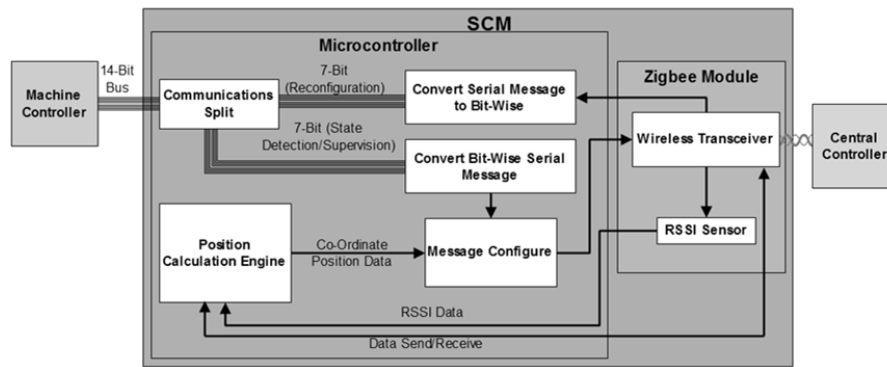 SCM
Microcontroller
14-Bit
Bus
7-Bit
(Reconfiguration)
Zigbee Module
Machine
Controller
Communications
Split
Convert Serial Message
to Bit-Wise
7-Bit (State
Detection/Supervision)
Wireless Transceiver
Central
Controller
Convert Bit-Wise Serial
Message
Position
Calculation Engine
Co-Ordinate
Position Data
Message Configure
RSSI Sensor
RSSI Data
Data Send/Receive